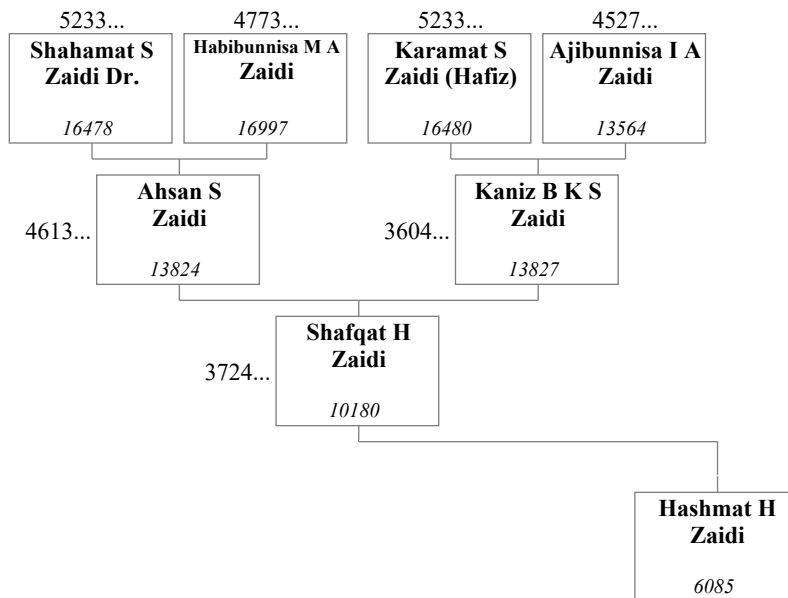 5233... 4773... 5233... 4527...
Shahamat S
Zaidi Dr.
16478
Habibunnisa M A
Zaidi
16997
Karamat S
Zaidi (Hafiz)
16480
Ajibunnisa I A
Zaidi
13564
4613...
Ahsan S
Zaidi
13824
3604...
Kaniz B K S
Zaidi
13827
3724...
Shafqat H
Zaidi
10180
Hashmat H
Zaidi
6085